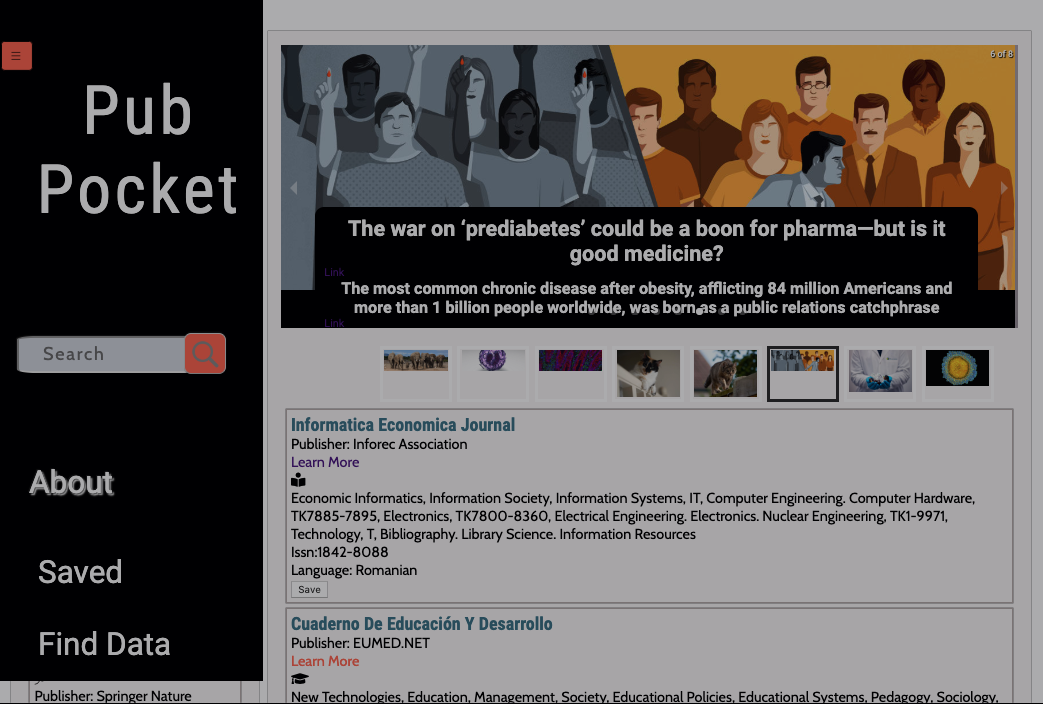 Pub
Pocket
Search
About
Saved
Find Data
Publisher: Springer Nature
6 of 8
The war on ‘prediabetes’ could be a boon for pharma—but is it
good medicine?
Link
The most common chronic disease after obesity, afflicting 84 million Americans and
more than 1 billion people worldwide, was born as a public relations catchphrase
Link
Informatica Economica Journal
Publisher: Inforec Association
Learn More
Economic Informatics, Information Society, Information Systems, IT, Computer Engineering. Computer Hardware,
TK7885-7895, Electronics, TK7800-8360, Electrical Engineering. Electronics. Nuclear Engineering, TK1-9971,
Technology, T, Bibliography. Library Science. Information Resources
Issn:1842-8088
Language: Romanian
Save
Cuaderno De Educación Y Desarrollo
Publisher: EUMED.NET
Learn More
New Technologies, Education, Management, Society, Educational Policies, Educational Systems, Pedagogy, Sociology,